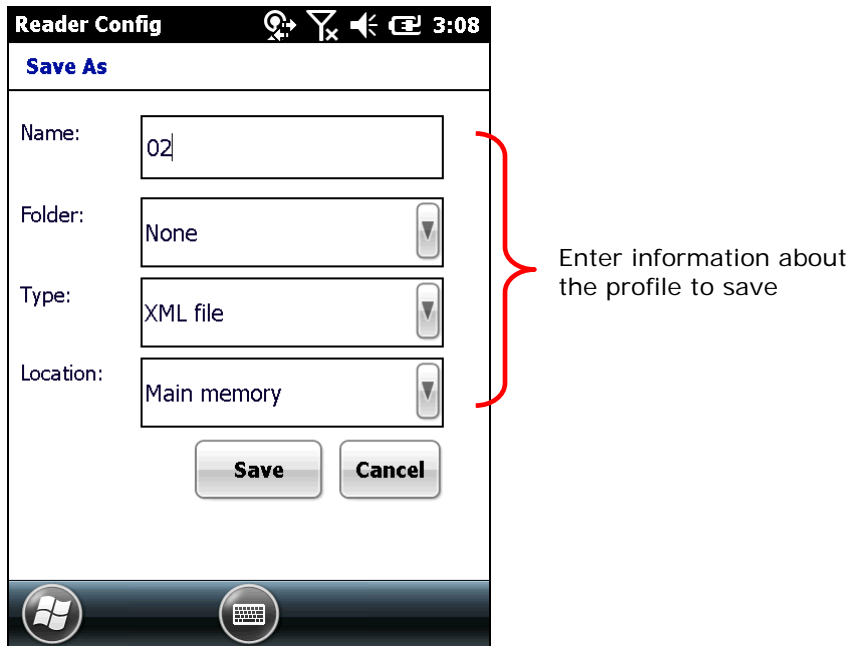 Reader Config 3:08
Save As
Name: 02
Folder: None
Type: XML file
Location: Main memory
Save Cancel
Enter information about
the profile to save